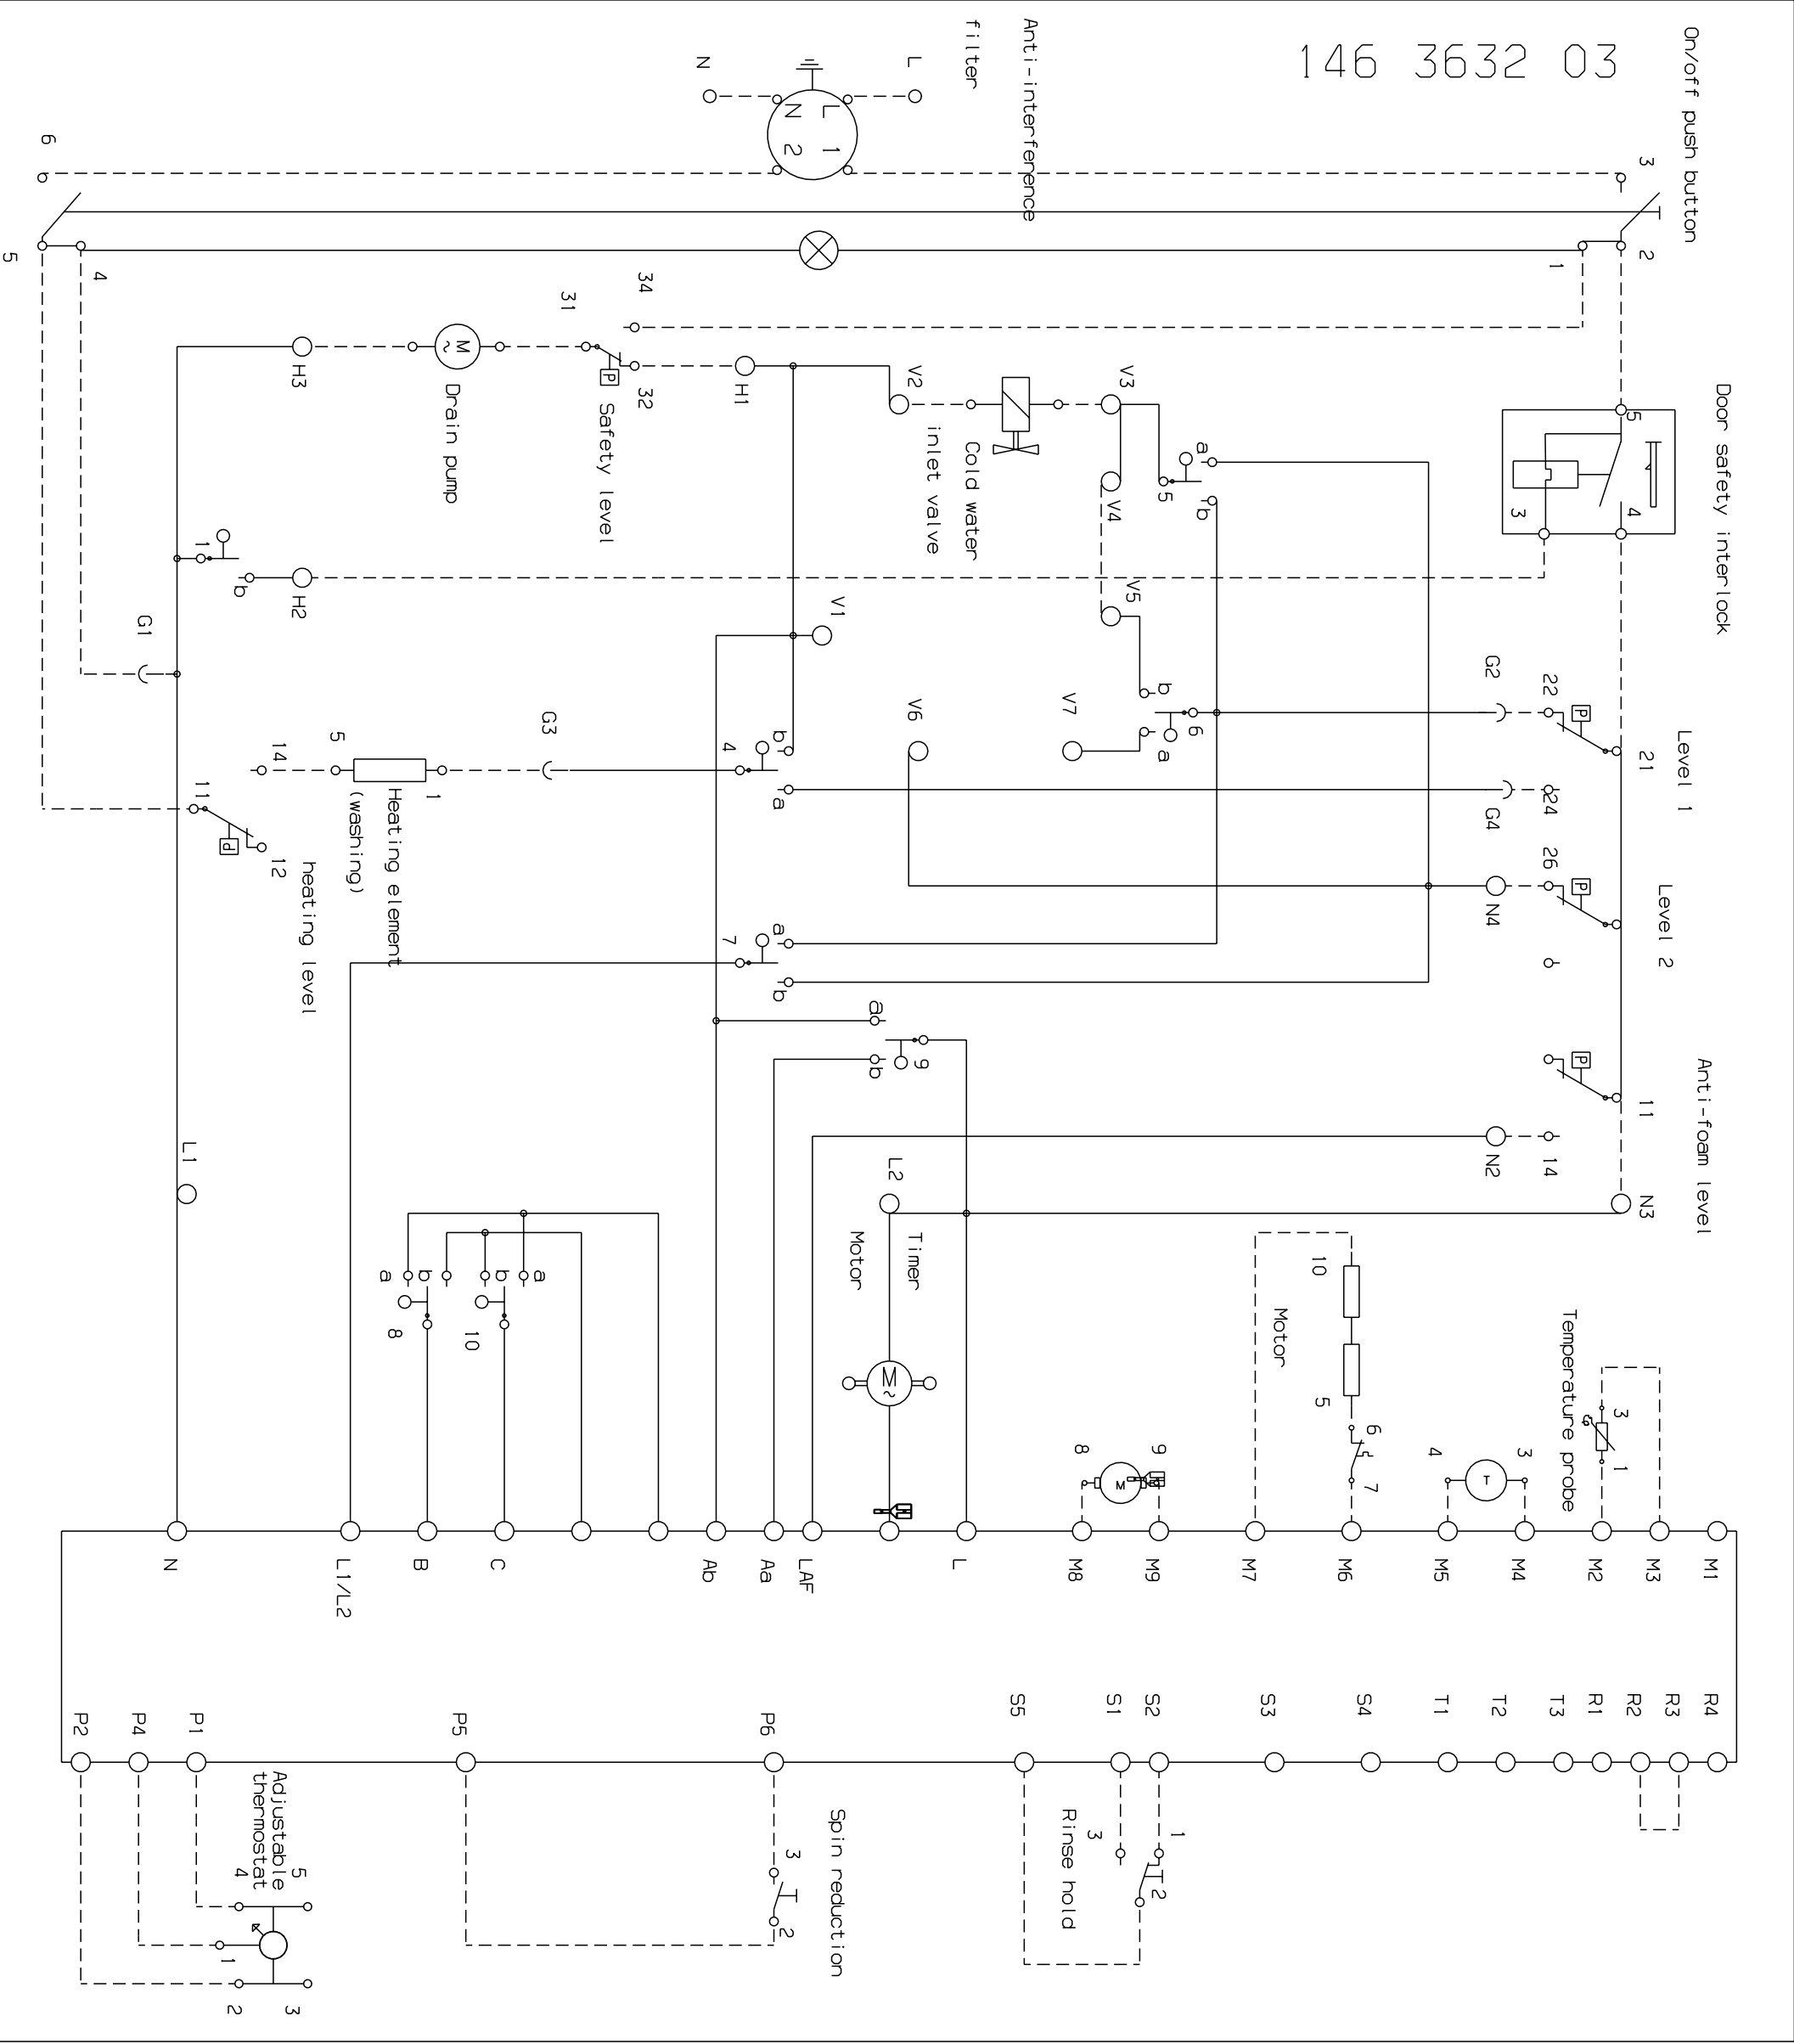 146 3632 03
On/off push button
Door safety interlock
Level 1
Level 2
Anti-foam level
Anti-interference
filter
L
N
L 1
N 2
3
2
1
6
5
4
5
4
3
34
31
32
Safety level
H1
H3
Drain pump
V2
Cold water
inlet valve
V3
V4
a
5
b
V5
V1
1
b
H2
G1
G2
22
21
24
G4
b
6
a
V7
V6
G3
b
4
a
5
14
1
Heating element
(washing)
11
12
heating level
P
P
P
P
P
26
N4
a
7
b
a
9
b
11
14
N2
N3
L1
L2
Timer
Motor
M
M
M
T
a
b
b
a
8
10
10
Motor
5
6
7
8
9
4
3
Temperature probe
3
1
N
L1/L2
B
C
Ab
Aa
LAF
L
M8
M9
M7
M6
M5
M4
M2
M3
M1
P2
P4
P1
P5
P6
S5
S1
S2
S3
S4
T1
T2
T3
R1
R2
R3
R4
Adjustable
thermostat
5
4
1
2
3
Spin reduction
3
2
Rinse hold
1
3
2